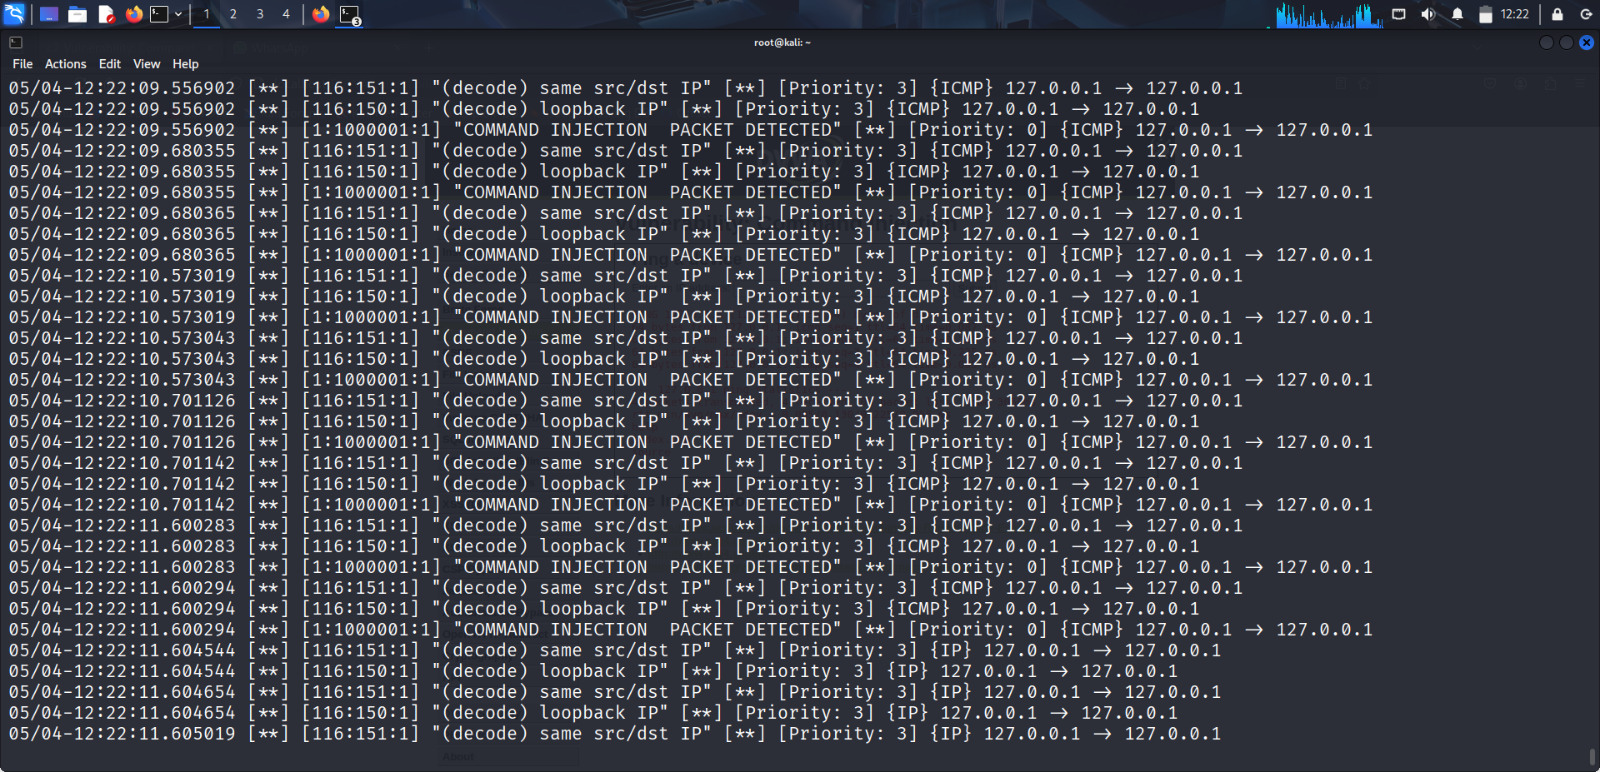 1 2 3 4 3 12:22
root@kali: ~
File Actions Edit View Help
05/04-12:22:09.556902 [**] [116:151:1] "(decode) same src/dst IP" [**] [Priority: 3] {ICMP} 127.0.0.1 → 127.0.0.1
05/04-12:22:09.556902 [**] [116:150:1] "(decode) loopback IP" [**] [Priority: 3] {ICMP} 127.0.0.1 → 127.0.0.1
05/04-12:22:09.556902 [**] [1:1000001:1] "COMMAND INJECTION  PACKET DETECTED" [**] [Priority: 0] {ICMP} 127.0.0.1 → 127.0.0.1
05/04-12:22:09.680355 [**] [116:151:1] "(decode) same src/dst IP" [**] [Priority: 3] {ICMP} 127.0.0.1 → 127.0.0.1
05/04-12:22:09.680355 [**] [116:150:1] "(decode) loopback IP" [**] [Priority: 3] {ICMP} 127.0.0.1 → 127.0.0.1
05/04-12:22:09.680355 [**] [1:1000001:1] "COMMAND INJECTION  PACKET DETECTED" [**] [Priority: 0] {ICMP} 127.0.0.1 → 127.0.0.1
05/04-12:22:09.680365 [**] [116:151:1] "(decode) same src/dst IP" [**] [Priority: 3] {ICMP} 127.0.0.1 → 127.0.0.1
05/04-12:22:09.680365 [**] [116:150:1] "(decode) loopback IP" [**] [Priority: 3] {ICMP} 127.0.0.1 → 127.0.0.1
05/04-12:22:09.680365 [**] [1:1000001:1] "COMMAND INJECTION  PACKET DETECTED" [**] [Priority: 0] {ICMP} 127.0.0.1 → 127.0.0.1
05/04-12:22:10.573019 [**] [116:151:1] "(decode) same src/dst IP" [**] [Priority: 3] {ICMP} 127.0.0.1 → 127.0.0.1
05/04-12:22:10.573019 [**] [116:150:1] "(decode) loopback IP" [**] [Priority: 3] {ICMP} 127.0.0.1 → 127.0.0.1
05/04-12:22:10.573019 [**] [1:1000001:1] "COMMAND INJECTION  PACKET DETECTED" [**] [Priority: 0] {ICMP} 127.0.0.1 → 127.0.0.1
05/04-12:22:10.573043 [**] [116:151:1] "(decode) same src/dst IP" [**] [Priority: 3] {ICMP} 127.0.0.1 → 127.0.0.1
05/04-12:22:10.573043 [**] [116:150:1] "(decode) loopback IP" [**] [Priority: 3] {ICMP} 127.0.0.1 → 127.0.0.1
05/04-12:22:10.573043 [**] [1:1000001:1] "COMMAND INJECTION  PACKET DETECTED" [**] [Priority: 0] {ICMP} 127.0.0.1 → 127.0.0.1
05/04-12:22:10.701126 [**] [116:151:1] "(decode) same src/dst IP" [**] [Priority: 3] {ICMP} 127.0.0.1 → 127.0.0.1
05/04-12:22:10.701126 [**] [116:150:1] "(decode) loopback IP" [**] [Priority: 3] {ICMP} 127.0.0.1 → 127.0.0.1
05/04-12:22:10.701126 [**] [1:1000001:1] "COMMAND INJECTION  PACKET DETECTED" [**] [Priority: 0] {ICMP} 127.0.0.1 → 127.0.0.1
05/04-12:22:10.701142 [**] [116:151:1] "(decode) same src/dst IP" [**] [Priority: 3] {ICMP} 127.0.0.1 → 127.0.0.1
05/04-12:22:10.701142 [**] [116:150:1] "(decode) loopback IP" [**] [Priority: 3] {ICMP} 127.0.0.1 → 127.0.0.1
05/04-12:22:10.701142 [**] [1:1000001:1] "COMMAND INJECTION  PACKET DETECTED" [**] [Priority: 0] {ICMP} 127.0.0.1 → 127.0.0.1
05/04-12:22:11.600283 [**] [116:151:1] "(decode) same src/dst IP" [**] [Priority: 3] {ICMP} 127.0.0.1 → 127.0.0.1
05/04-12:22:11.600283 [**] [116:150:1] "(decode) loopback IP" [**] [Priority: 3] {ICMP} 127.0.0.1 → 127.0.0.1
05/04-12:22:11.600283 [**] [1:1000001:1] "COMMAND INJECTION  PACKET DETECTED" [**] [Priority: 0] {ICMP} 127.0.0.1 → 127.0.0.1
05/04-12:22:11.600294 [**] [116:151:1] "(decode) same src/dst IP" [**] [Priority: 3] {ICMP} 127.0.0.1 → 127.0.0.1
05/04-12:22:11.600294 [**] [116:150:1] "(decode) loopback IP" [**] [Priority: 3] {ICMP} 127.0.0.1 → 127.0.0.1
05/04-12:22:11.600294 [**] [1:1000001:1] "COMMAND INJECTION  PACKET DETECTED" [**] [Priority: 0] {ICMP} 127.0.0.1 → 127.0.0.1
05/04-12:22:11.604544 [**] [116:151:1] "(decode) same src/dst IP" [**] [Priority: 3] {IP} 127.0.0.1 → 127.0.0.1
05/04-12:22:11.604544 [**] [116:150:1] "(decode) loopback IP" [**] [Priority: 3] {IP} 127.0.0.1 → 127.0.0.1
05/04-12:22:11.604654 [**] [116:151:1] "(decode) same src/dst IP" [**] [Priority: 3] {IP} 127.0.0.1 → 127.0.0.1
05/04-12:22:11.604654 [**] [116:150:1] "(decode) loopback IP" [**] [Priority: 3] {IP} 127.0.0.1 → 127.0.0.1
05/04-12:22:11.605019 [**] [116:151:1] "(decode) same src/dst IP" [**] [Priority: 3] {IP} 127.0.0.1 → 127.0.0.1
About